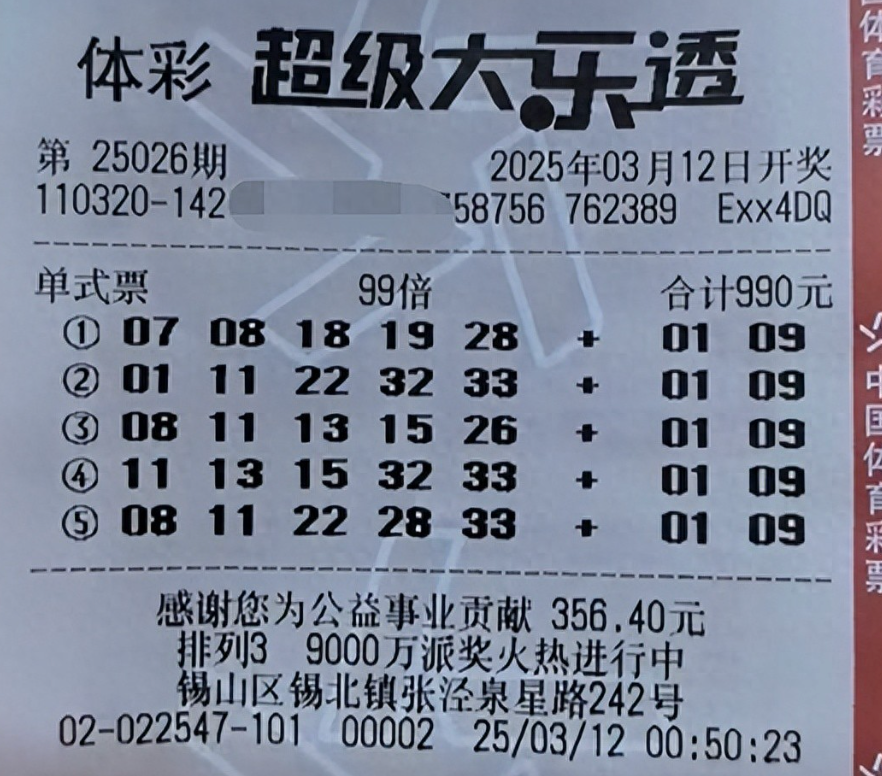 体彩 超级大乐透
第 25026期 2025年03月12日开奖
110320-142 58756 762389 Exx4DQ
单式票 99倍 合计990元
① 07 08 18 19 28 + 01 09
② 01 11 22 32 33 + 01 09
③ 08 11 13 15 26 + 01 09
④ 11 13 15 32 33 + 01 09
⑤ 08 11 22 28 33 + 01 09
感谢您为公益事业贡献 356.40元
排列3 9000万派奖火热进行中
锡山区锡北镇张泾泉星路242号
02-022547-101 00002 25/03/12 00:50:23
国体育彩票
中国体育彩票